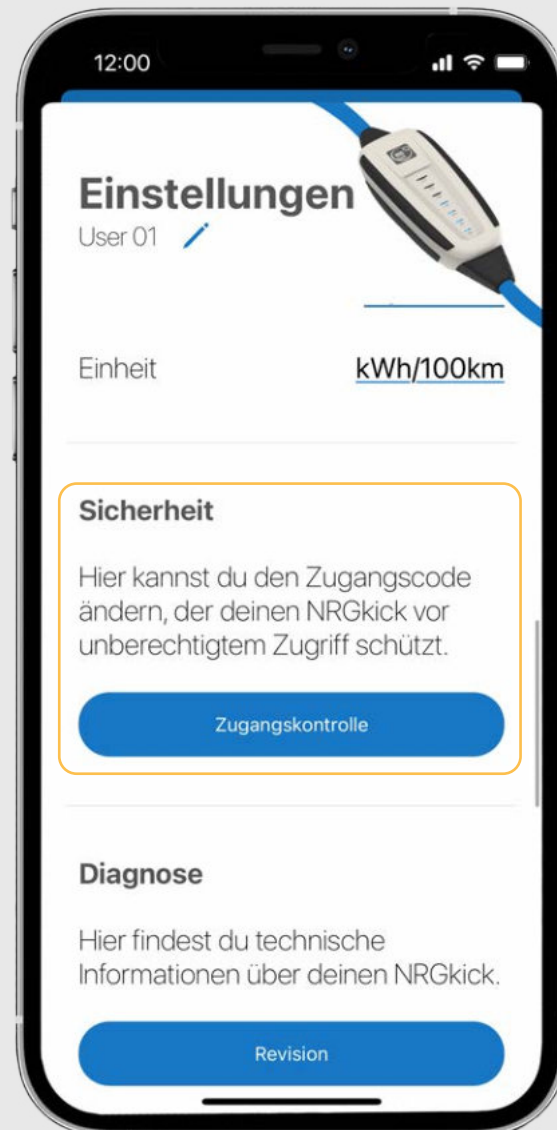 12:00
Einstellungen
User 01
Einheit
kWh/100km
Sicherheit
Hier kannst du den Zugangscode
ändern, der deinen NRGkick vor
unberechtigtem Zugriff schützt.
Zugangskontrolle
Diagnose
Hier findest du technische
Informationen über deinen NRGkick.
Revision